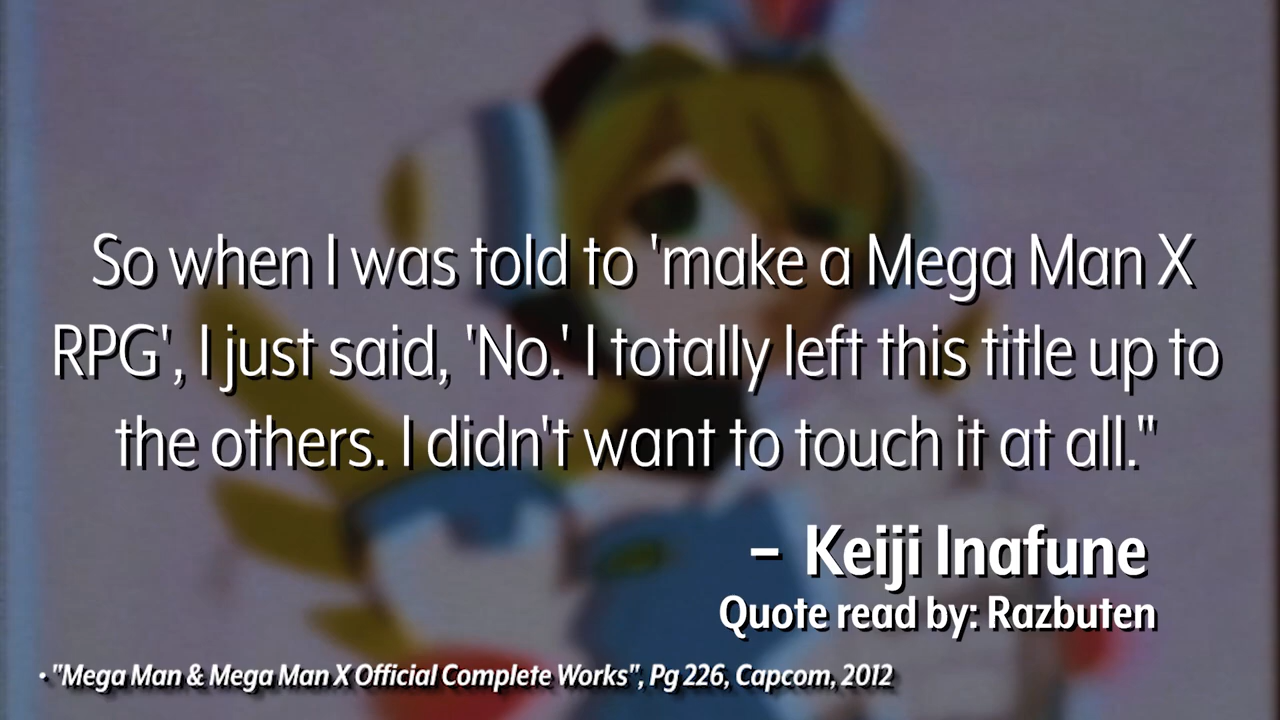 So when I was told to 'make a Mega Man X
RPG', I just said, 'No.' I totally left this title up to
the others. I didn't want to touch it at all."
– Keiji Inafune
Quote read by: Razbuten
• "Mega Man & Mega Man X Official Complete Works", Pg 226, Capcom, 2012